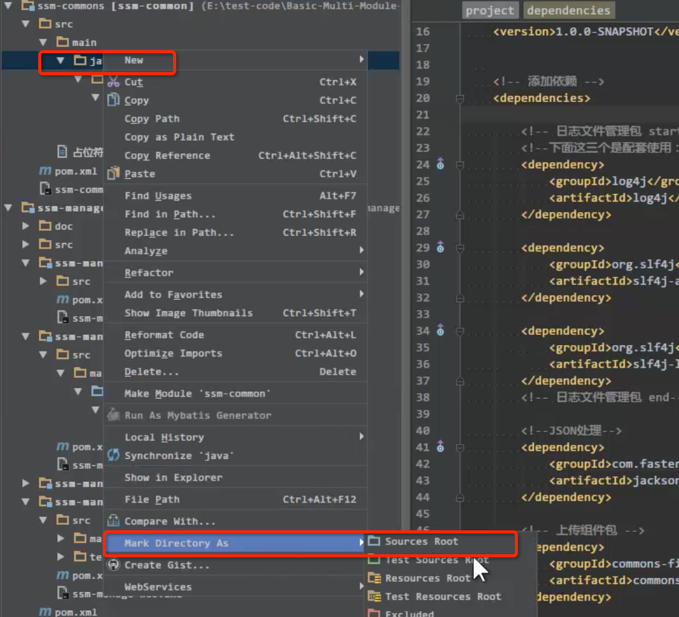 ssm-commons [ssm-common] (E:\test-code\Basic-Multi-Module-
src
main
ja
占位符
pom.xml
ssm-comm
ssm-manage
manage
doc
src
ssm-man
src
pom.x
ssm-m
ssm-man
src
ma
pom.x
ssm-m
ssm-ma
ssm-man
src
ma
te
pom.x
pom.xml
New
Cut Ctrl+X
Copy Ctrl+C
Copy Path Ctrl+Shift+C
Copy as Plain Text
Copy Reference Ctrl+Alt+Shift+C
Paste Ctrl+V
Find Usages Alt+F7
Find in Path... Ctrl+Shift+F
Replace in Path... Ctrl+Shift+R
Analyze
Refactor
Add to Favorites
Show Image Thumbnails Ctrl+Shift+T
Reformat Code Ctrl+Alt+L
Optimize Imports Ctrl+Alt+O
Delete... Delete
Make Module 'ssm-common'
Run As Mybatis Generator
Local History
Synchronize 'java'
Show in Explorer
File Path Ctrl+Alt+F12
Compare With...
Mark Directory As
Create Gist...
WebServices
Sources Root
Test Sources Root
Resources Root
Test Resources Root
Excluded
project dependencies
16 <version>1.0.0-SNAPSHOT</ve
17
18
19 <!-- 添加依赖 -->
20 <dependencies>
21
22 <!-- 日志文件管理包 start
23 <!--下面这三个是配套使用:
24 <dependency>
25 <groupId>log4j</gro
26 <artifactId>log4j</
27 </dependency>
28
29 <dependency>
30 <groupId>org.slf4j<
31 <artifactId>slf4j-a
32 </dependency>
33
34 <dependency>
35 <groupId>org.slf4j<
36 <artifactId>slf4j-l
37 </dependency>
38 <!-- 日志文件管理包 end--
39
40 <!--JSON处理-->
41 <dependency>
42 <groupId>com.faster
43 <artifactId>jackson
44 </dependency>
45
46 <!-- 上传组件包 -->
ependency>
<groupId>commons-fi
<artifactId>commons
dependency>